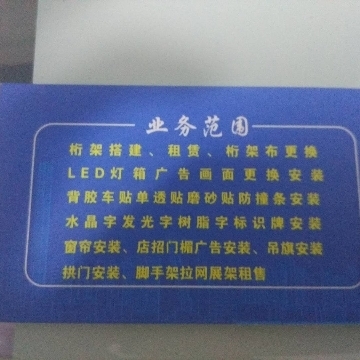 业务范围
桁架搭建、租赁、桁架布更换
LED灯箱广告画面更换安装
背胶车贴单透贴磨砂贴防撞条安装
水晶字发光字树脂字标识牌安装
窗帘安装、店招门楣广告安装、吊旗安装
拱门安装、脚手架拉网展架租售